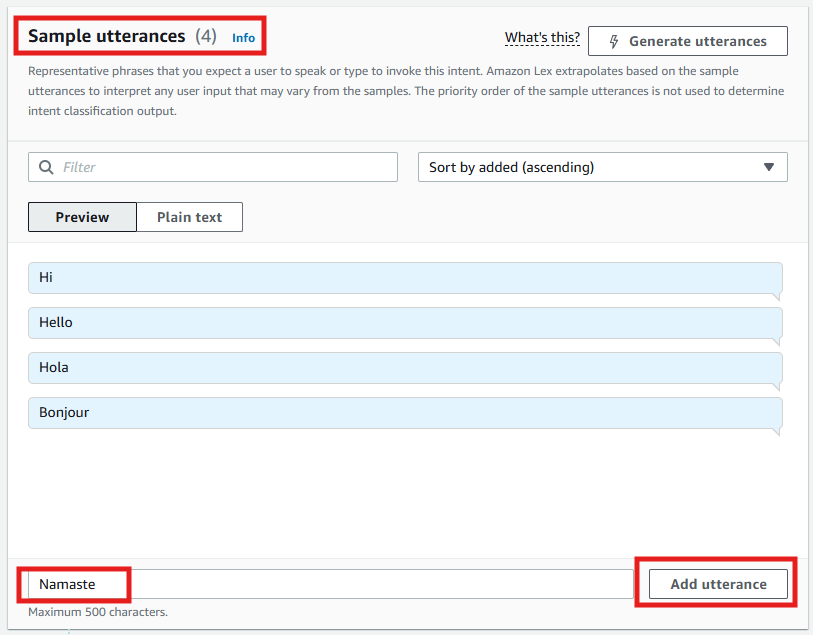 Sample utterances (4) Info
What's this?
Generate utterances
Representative phrases that you expect a user to speak or type to invoke this intent. Amazon Lex extrapolates based on the sample
utterances to interpret any user input that may vary from the samples. The priority order of the sample utterances is not used to determine
intent classification output.
Filter
Sort by added (ascending)
Preview
Plain text
Hi
Hello
Hola
Bonjour
Namaste
Add utterance
Maximum 500 characters.